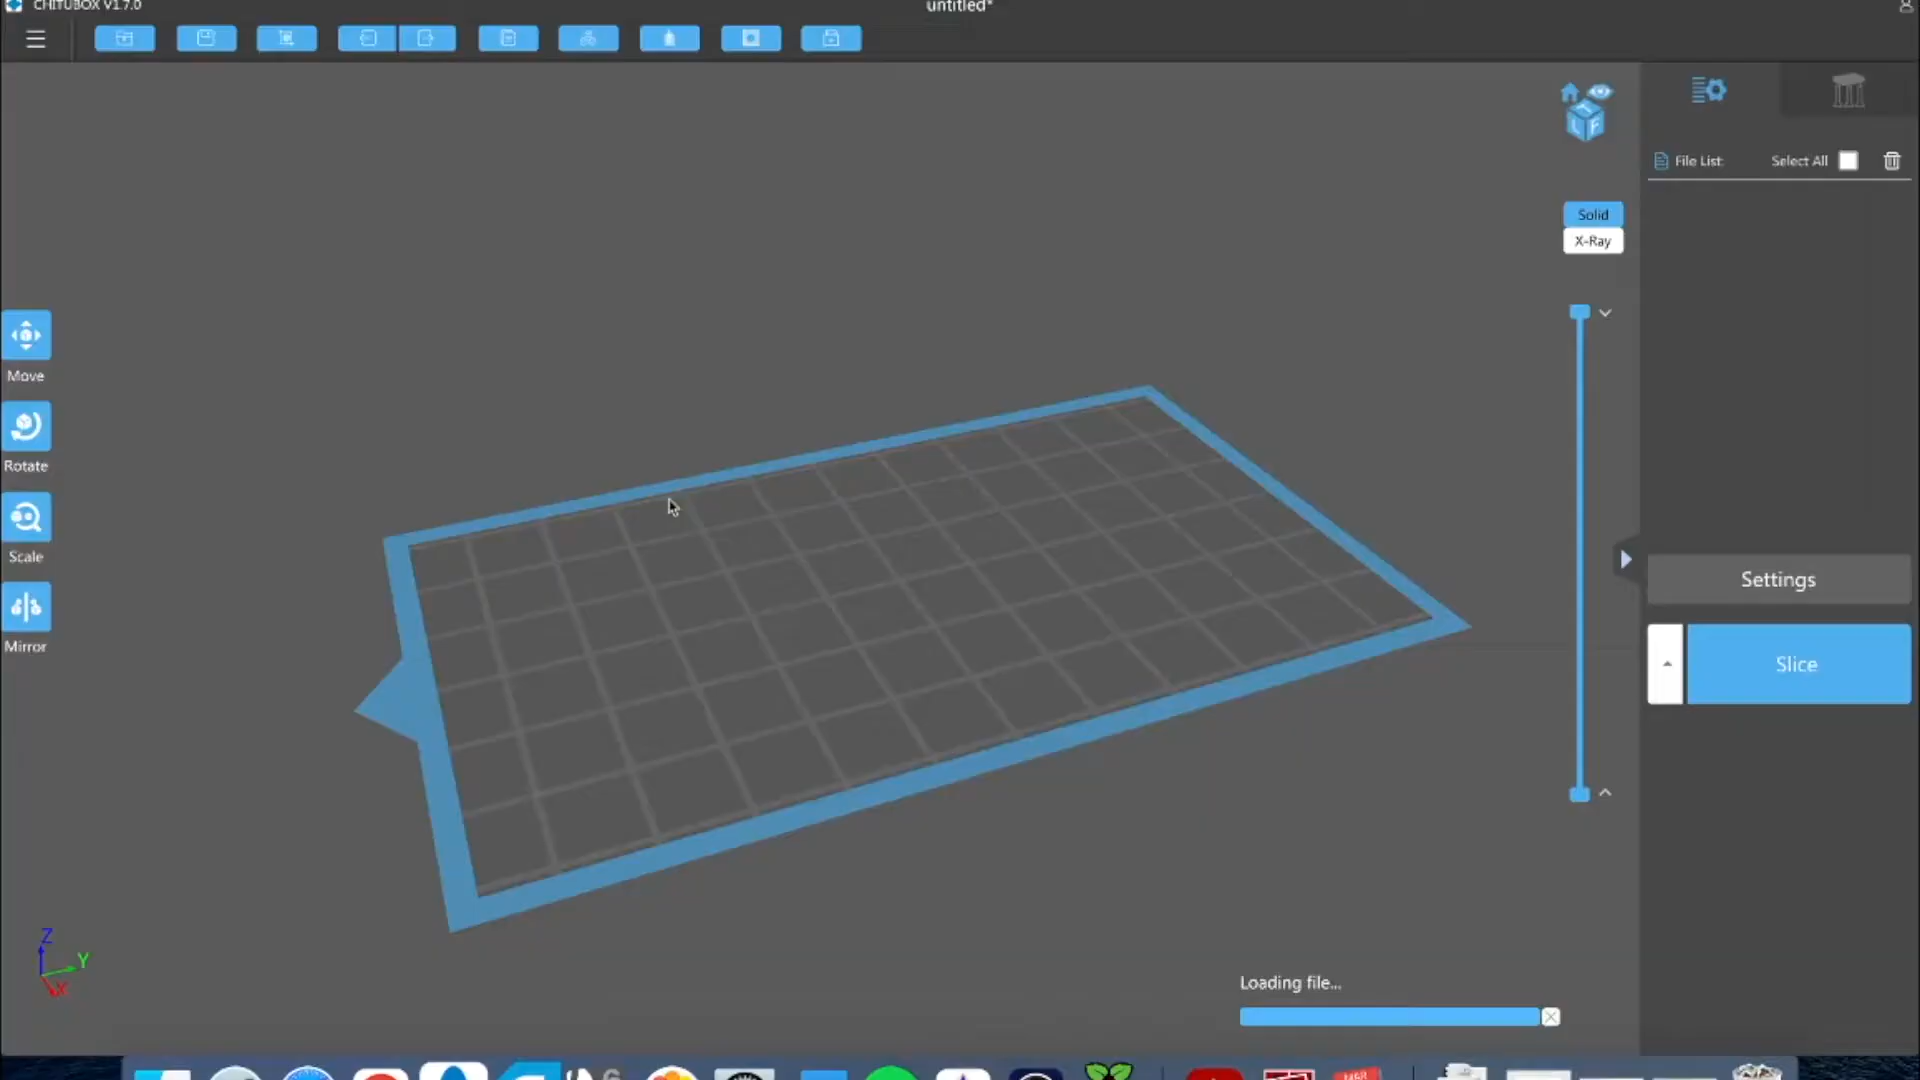 CHITUBOX V1.7.0
untitled*
File List:
Select All
Solid
X-Ray
Move
Rotate
Scale
Mirror
Settings
Slice
Z
Y
X
Loading file...
MAR